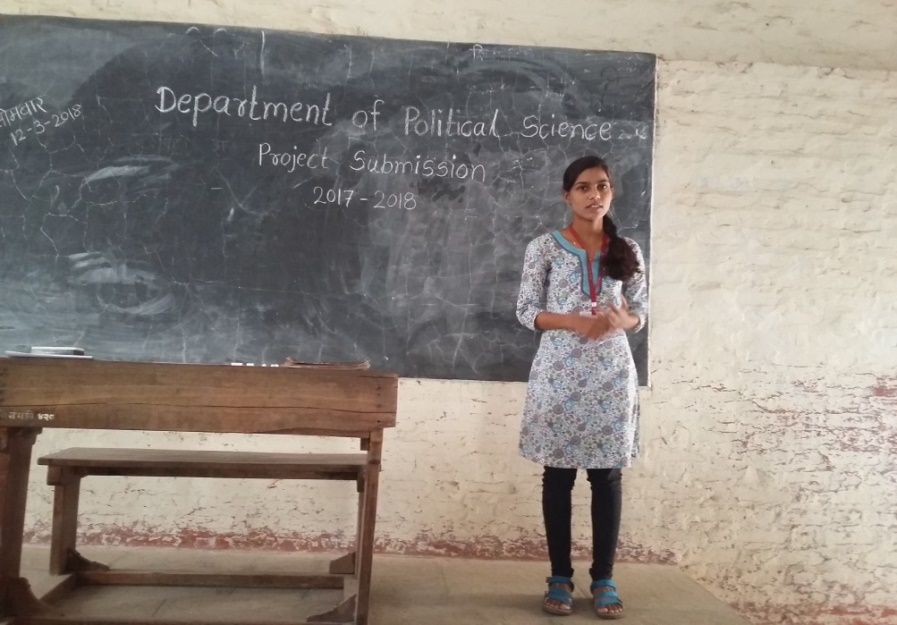 सोमवार
12-3-2018
Department of Political Science
Project Submission
2017-2018